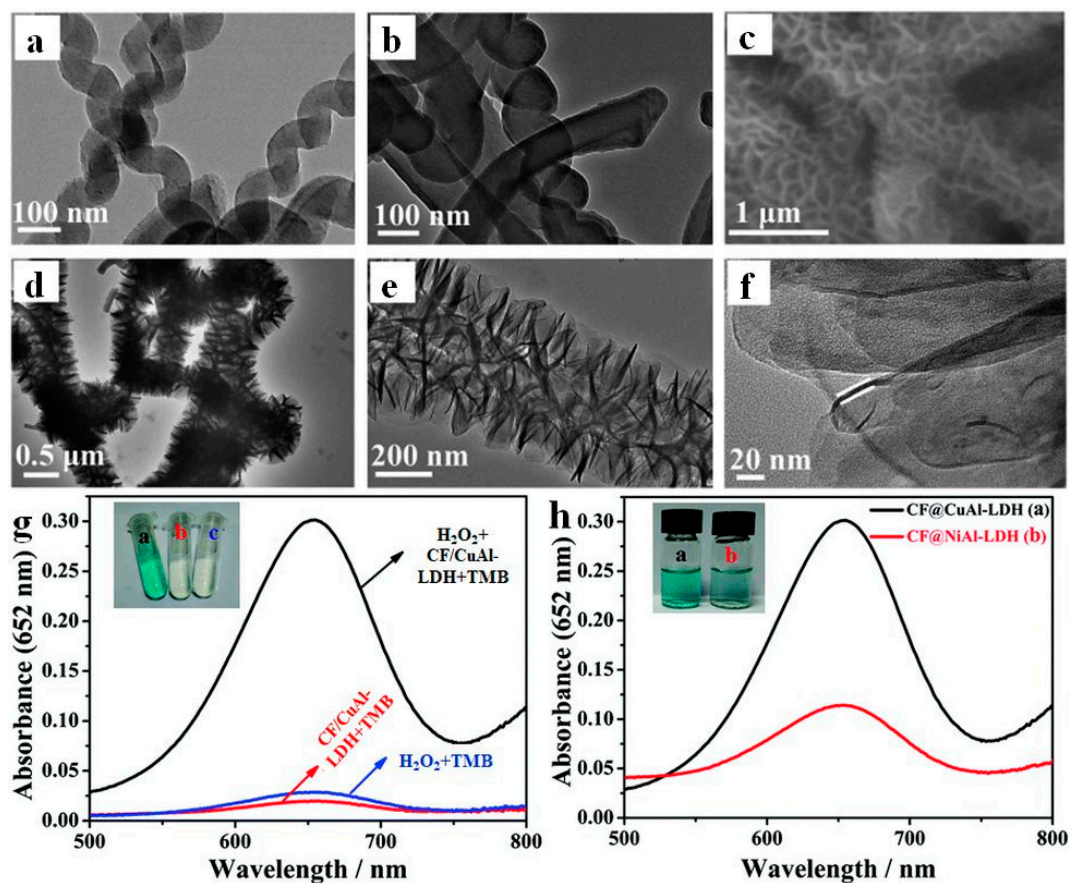 a
100 nm
b
100 nm
c
1 μm
d
0.5 μm
e
200 nm
f
20 nm
g
Absorbance (652 nm)
0.30
0.25
0.20
0.15
0.10
0.05
0.00
a
b
c
H₂O₂+
CF/CuAl-
LDH+TMB
CF/CuAl-
LDH+TMB
H₂O₂+TMB
500
600
700
800
Wavelength / nm
h
Absorbance (652 nm)
0.30
0.25
0.20
0.15
0.10
0.05
0.00
a
b
CF@CuAl-LDH (a)
CF@NiAl-LDH (b)
500
600
700
800
Wavelength / nm